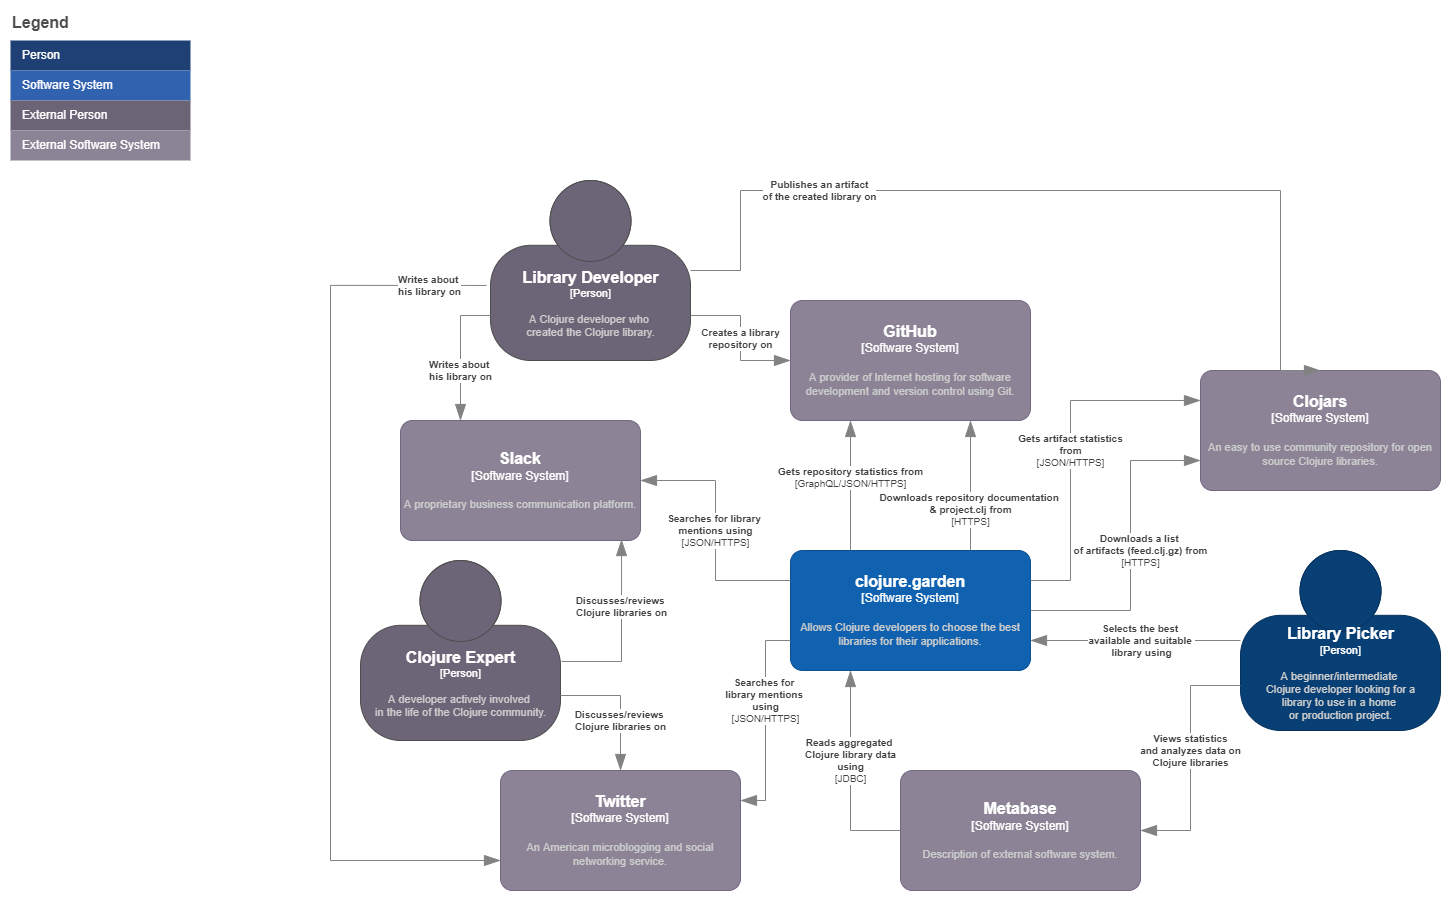 Legend
Person
Software System
External Person
External Software System
Publishes an artifact
of the created library on
Library Developer
[Person]
A Clojure developer who
created the Clojure library.
Writes about
his library on
Writes about
his library on
Creates a library
repository on
GitHub
[Software System]
A provider of Internet hosting for software
development and version control using Git.
Clojars
[Software System]
An easy to use community repository for open
source Clojure libraries.
Slack
[Software System]
A proprietary business communication platform.
Gets repository statistics from
[GraphQL/JSON/HTTPS]
Downloads repository documentation
& project.clj from
[HTTPS]
Gets artifact statistics
from
[JSON/HTTPS]
Downloads a list
of artifacts (feed.clj.gz) from
[HTTPS]
Searches for library
mentions using
[JSON/HTTPS]
clojure.garden
[Software System]
Allows Clojure developers to choose the best
libraries for their applications.
Discusses/reviews
Clojure libraries on
Clojure Expert
[Person]
A developer actively involved
in the life of the Clojure community.
Discusses/reviews
Clojure libraries on
Selects the best
available and suitable
library using
Library Picker
[Person]
A beginner/intermediate
Clojure developer looking for a
library to use in a home
or production project.
Searches for
library mentions
using
[JSON/HTTPS]
Reads aggregated
Clojure library data
using
[JDBC]
Views statistics
and analyzes data on
Clojure libraries
Twitter
[Software System]
An American microblogging and social
networking service.
Metabase
[Software System]
Description of external software system.